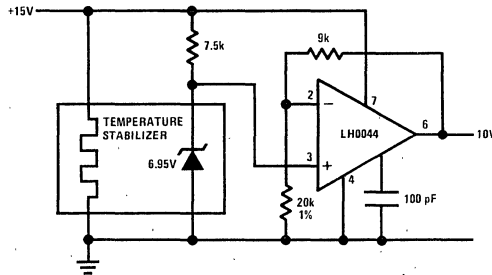 +15V
7.5k
9k
TEMPERATURE
STABILIZER
6.95V
2
7
−
LH0044
6
10V
3
+
4
20k
1%
100 pF